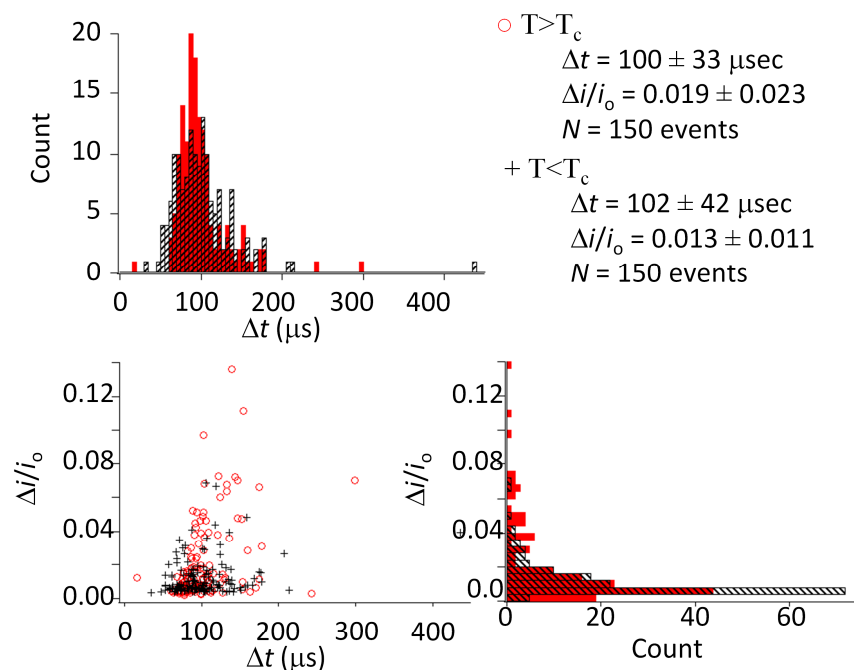 20
15
10
5
0
Count
0 100 200 300 400
Δt (μs)
○ T>Tc
Δt = 100 ± 33 μsec
Δi/io = 0.019 ± 0.023
N = 150 events
+ T<Tc
Δt = 102 ± 42 μsec
Δi/io = 0.013 ± 0.011
N = 150 events
0.12
0.08
0.04
0.00
Δi/io
0 100 200 300 400
Δt (μs)
0.12
0.08
0.04
0.0
Δi/io
0 20 40 60
Count